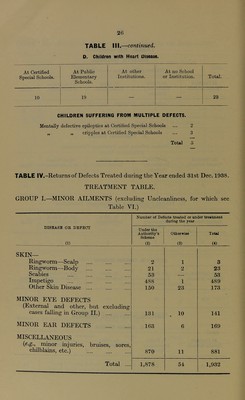 26
TABLE III.—continued.
D. Children with Heart Disease.
At Certified Special Schools. At Public Elementary Schools. At other Institutions. At no School or Institution. Total.
10 19 — — 29
CHILDREN SUFFERING FROM MULTIPLE DEFECTS.
Mentally defective epileptics at Certified Special Schools ... 2
„ „ cripples at Certified Special Schools ...
Total
TABLE IV.—Returns of Defects Treated during the Year ended 31st Dec. 1938.
TREATMENT TABLE.
GROUP I.—MINOR AILMENTS (excluding Uncleanliness, for which see
Table VI.)
Number of Defects treated or under treatment during the year.
DISEASE OR DEFECT Under the Authority's Scheme Otherwise Total
(1) (2) (3) (4)
SKIN—
Ringworm—Scalp 2 1 3
Ringworm—Body 21 2 23
Scabies 53 — 53
Impetigo 488 1 489
Other Skin Disease 150 23 173
MINOR EYE DEFECTS
(External and other, but excluding
cases falling in Group II.) 131 10 141
MINOR EAR DEFECTS 163 6 169
MISCELLANEOUS
(e.g., minor injuries, bruises, sores,
chilblains, etc.) 870 11 881
Total 1,878 54 1,932